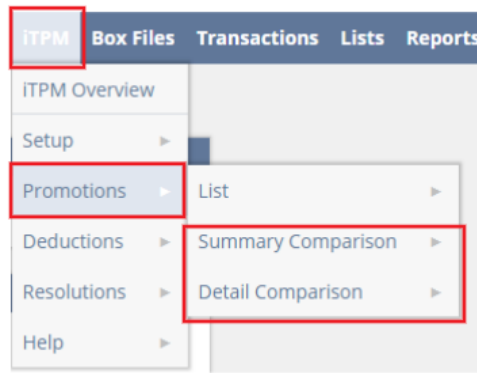 iTPM Box Files Transactions Lists Reports
iTPM Overview
Setup
Promotions List
Deductions Summary Comparison
Resolutions Detail Comparison
Help